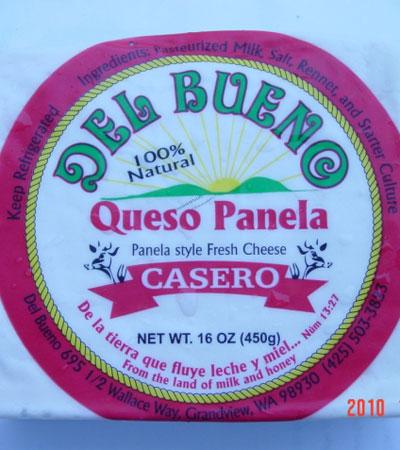 Keep Refrigerated
Ingredients: Pasteurized Milk, Salt, Rennet, and Starter Culture
DEL BUENO
100%
Natural
Queso Panela
Panela style Fresh Cheese
CASERO
De la tierra que fluye leche y miel... Núm 13:27
From the land of milk and honey
NET WT. 16 OZ (450g)
Del Bueno 695 1/2 Wallace Way, Grandview, WA 98930 (425) 503-3823
2010